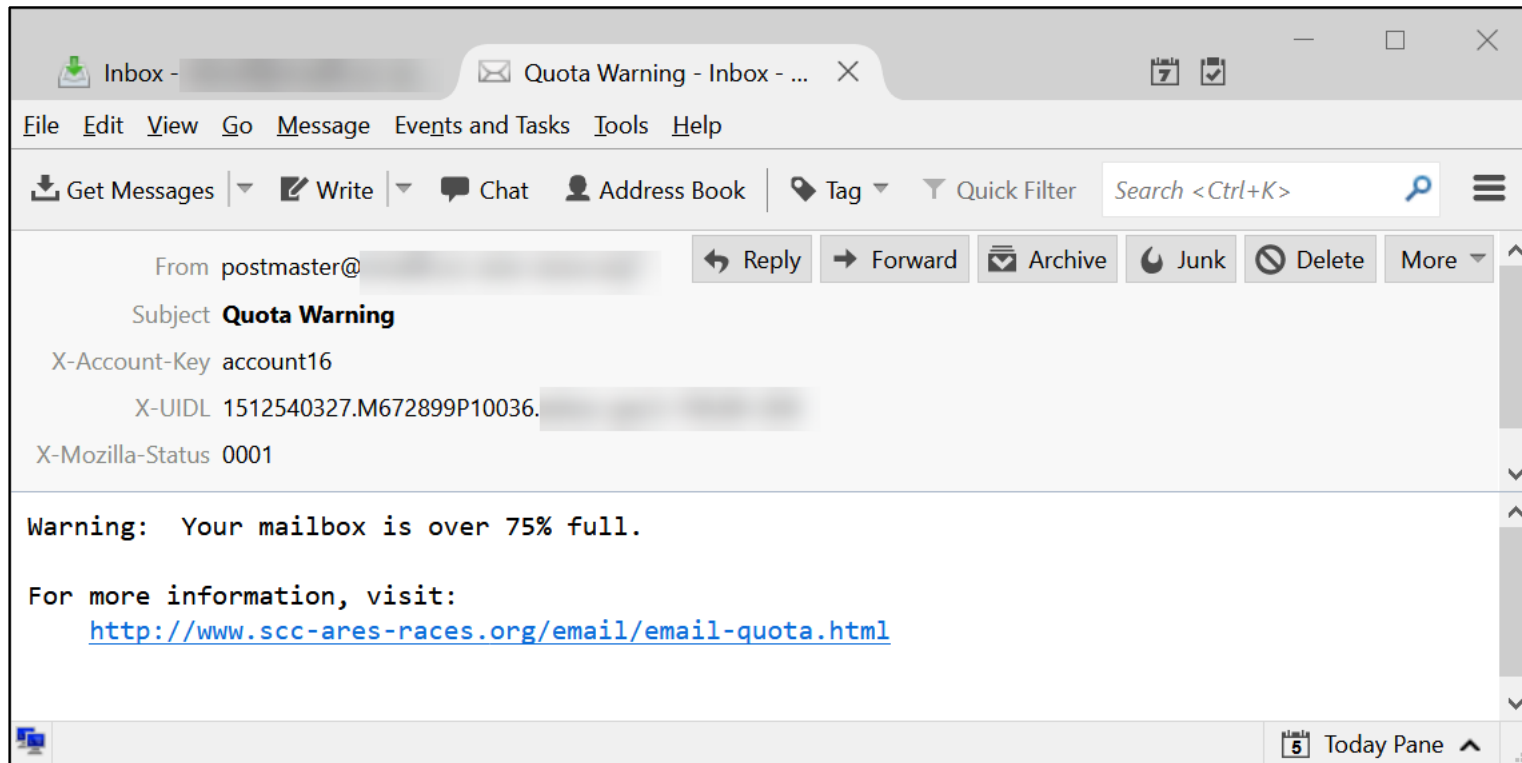 Inbox -
Quota Warning - Inbox - ...
7
File Edit View Go Message Events and Tasks Tools Help
Get Messages Write Chat Address Book Tag Quick Filter Search <Ctrl+K>
From postmaster@
Reply Forward Archive Junk Delete More
Subject Quota Warning
X-Account-Key account16
X-UIDL 1512540327.M672899P10036.
X-Mozilla-Status 0001
Warning:  Your mailbox is over 75% full.
For more information, visit:
http://www.scc-ares-races.org/email/email-quota.html
5 Today Pane